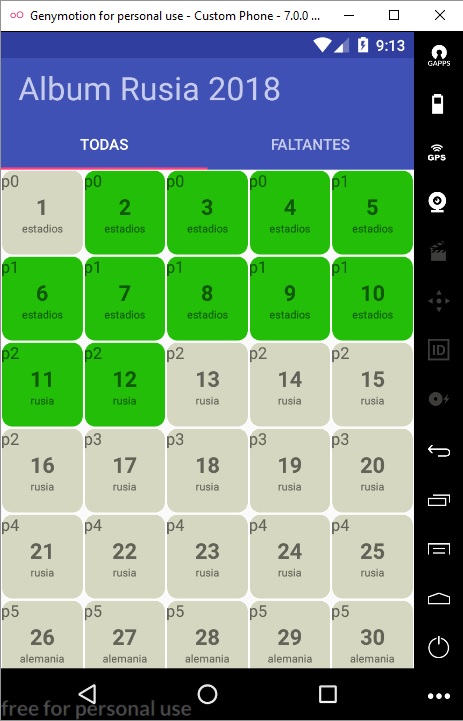 Genymotion for personal use - Custom Phone - 7.0.0 ...
9:13
GAPPS
Album Rusia 2018
TODAS FALTANTES
GPS
ID
p0 p0 p0 p0 p1
1 2 3 4 5
estadios estadios estadios estadios estadios
p1 p1 p1 p1 p1
6 7 8 9 10
estadios estadios estadios estadios estadios
p2 p2 p2 p2 p2
11 12 13 14 15
rusia rusia rusia rusia rusia
p2 p3 p3 p3 p3
16 17 18 19 20
rusia rusia rusia rusia rusia
p4 p4 p4 p4 p4
21 22 23 24 25
rusia rusia rusia rusia rusia
p5 p5 p5 p5 p5
26 27 28 29 30
alemania alemania alemania alemania alemania
free for personal use